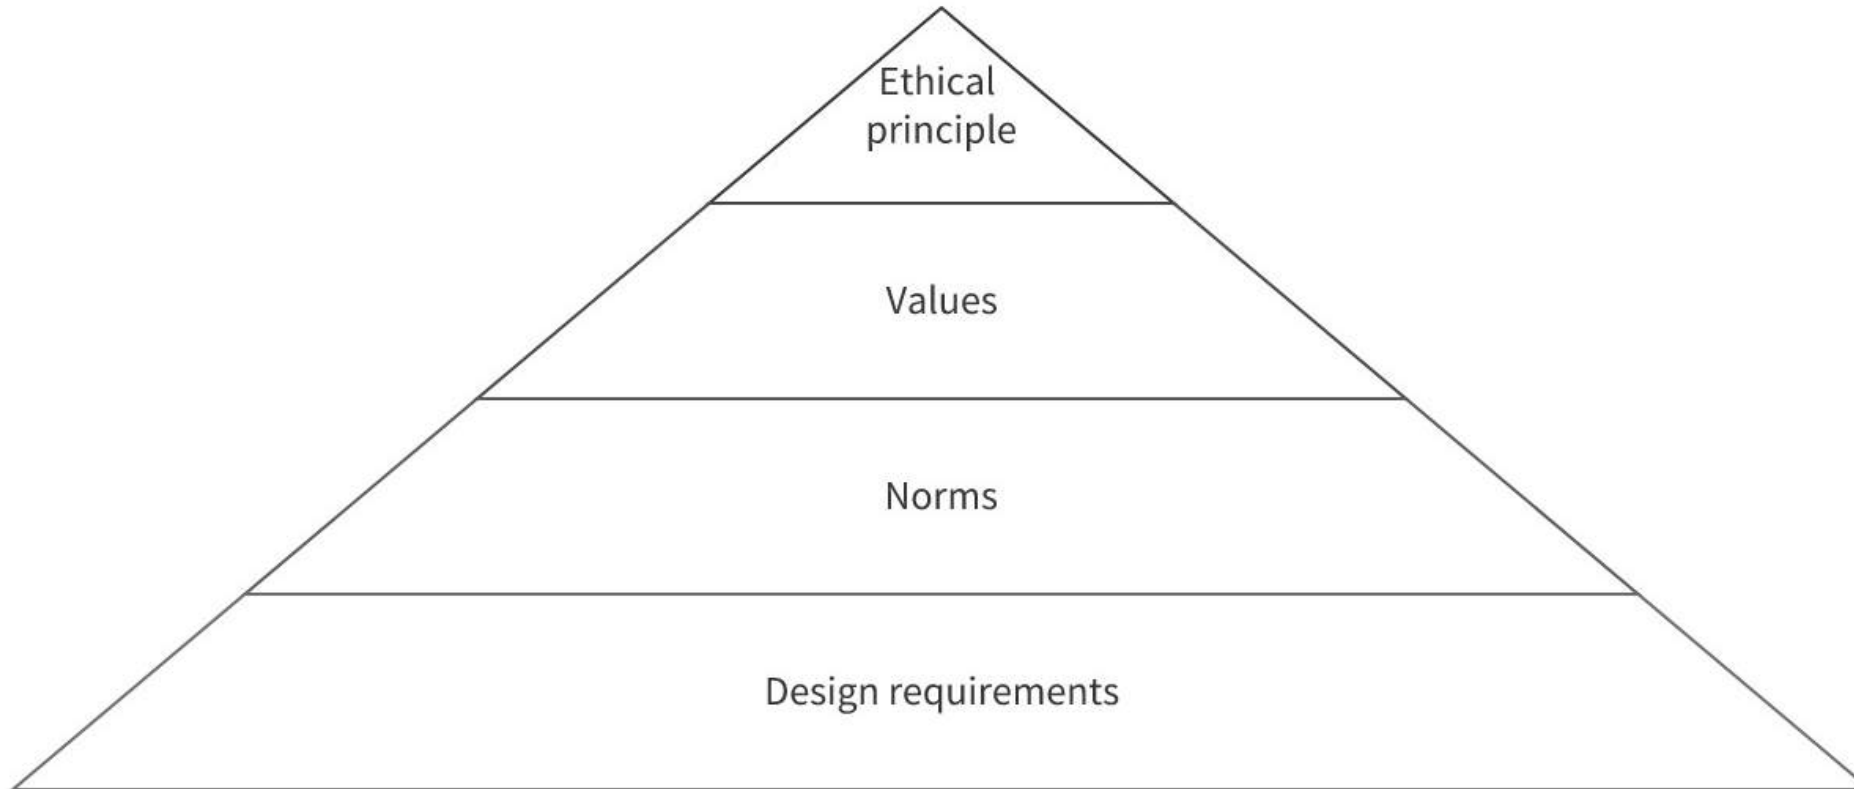 Ethical
principle
Values
Norms
Design requirements